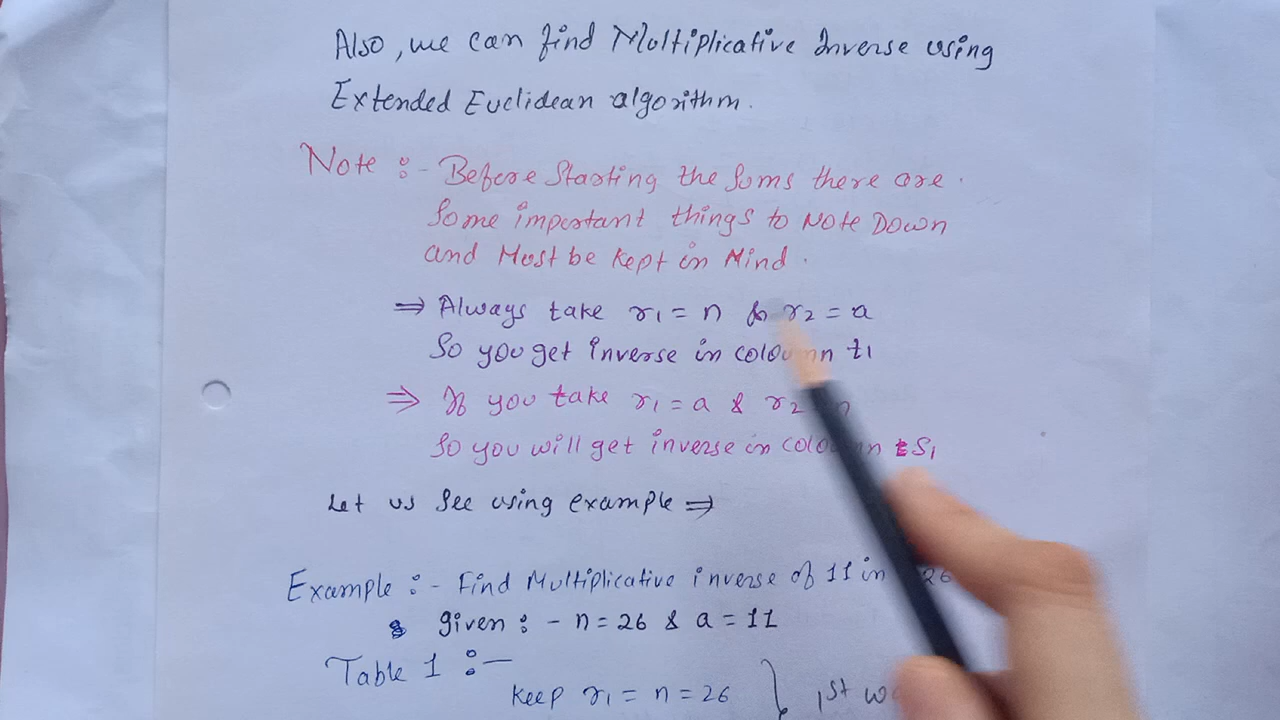 Also, we can find Multiplicative Inverse using
Extended Euclidean algorithm.
Note :- Before Starting the Sums there are.
Some important things to Note Down
and Must be kept in Mind.
⇒ Always take r1 = n & r2 = a
So you get inverse in coloumn t1
⇒ If you take r1 = a & r2 n
So you will get inverse in coloumn S1
Let us See using example ⇒
Example :- Find Multiplicative inverse of 11 in 26
given :- n = 26 & a = 11
Table 1 :-
Keep r1 = n = 26 } 1st